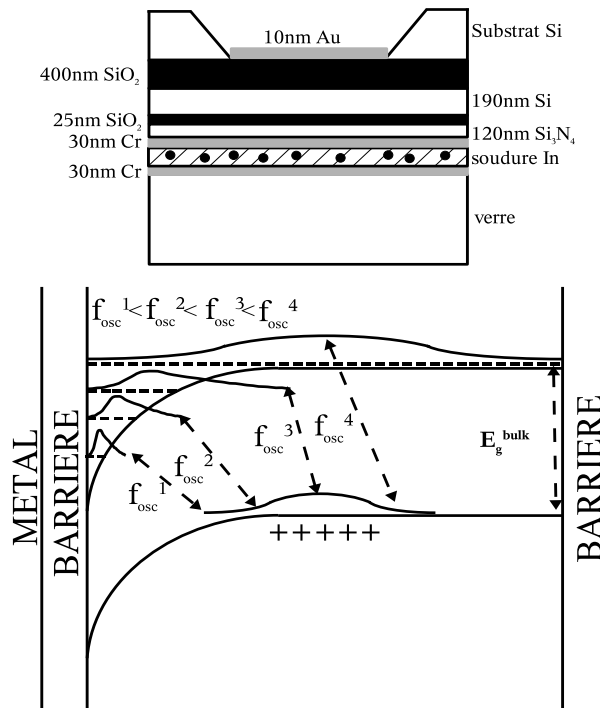 10nm Au
Substrat Si
400nm SiO₂
190nm Si
25nm SiO₂
120nm Si₃N₄
30nm Cr
soudure In
30nm Cr
verre
fosc¹<fosc²<fosc³<fosc⁴
METAL
BARRIERE
fosc¹
fosc²
fosc³
fosc⁴
Eg^bulk
BARRIERE
+++++